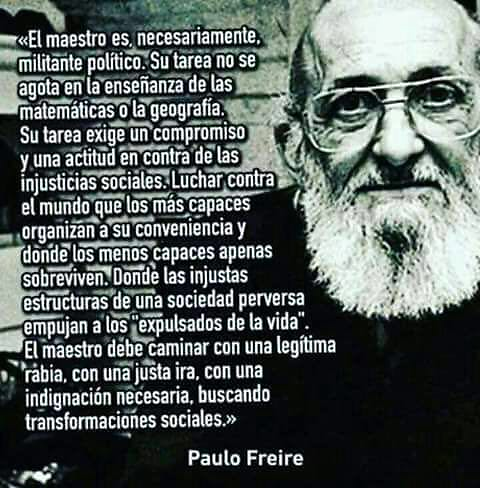 «El maestro es, necesariamente,
militante político. Su tarea no se
agota en la enseñanza de las
matemáticas o la geografía.
Su tarea exige un compromiso
y una actitud en contra de las
injusticias sociales. Luchar contra
el mundo que los más capaces
organizan a su conveniencia y
donde los menos capaces apenas
sobreviven. Donde las injustas
estructuras de una sociedad perversa
empujan a los "expulsados de la vida".
El maestro debe caminar con una legítima
rabia, con una justa ira, con una
indignación necesaria, buscando
transformaciones sociales.»
Paulo Freire